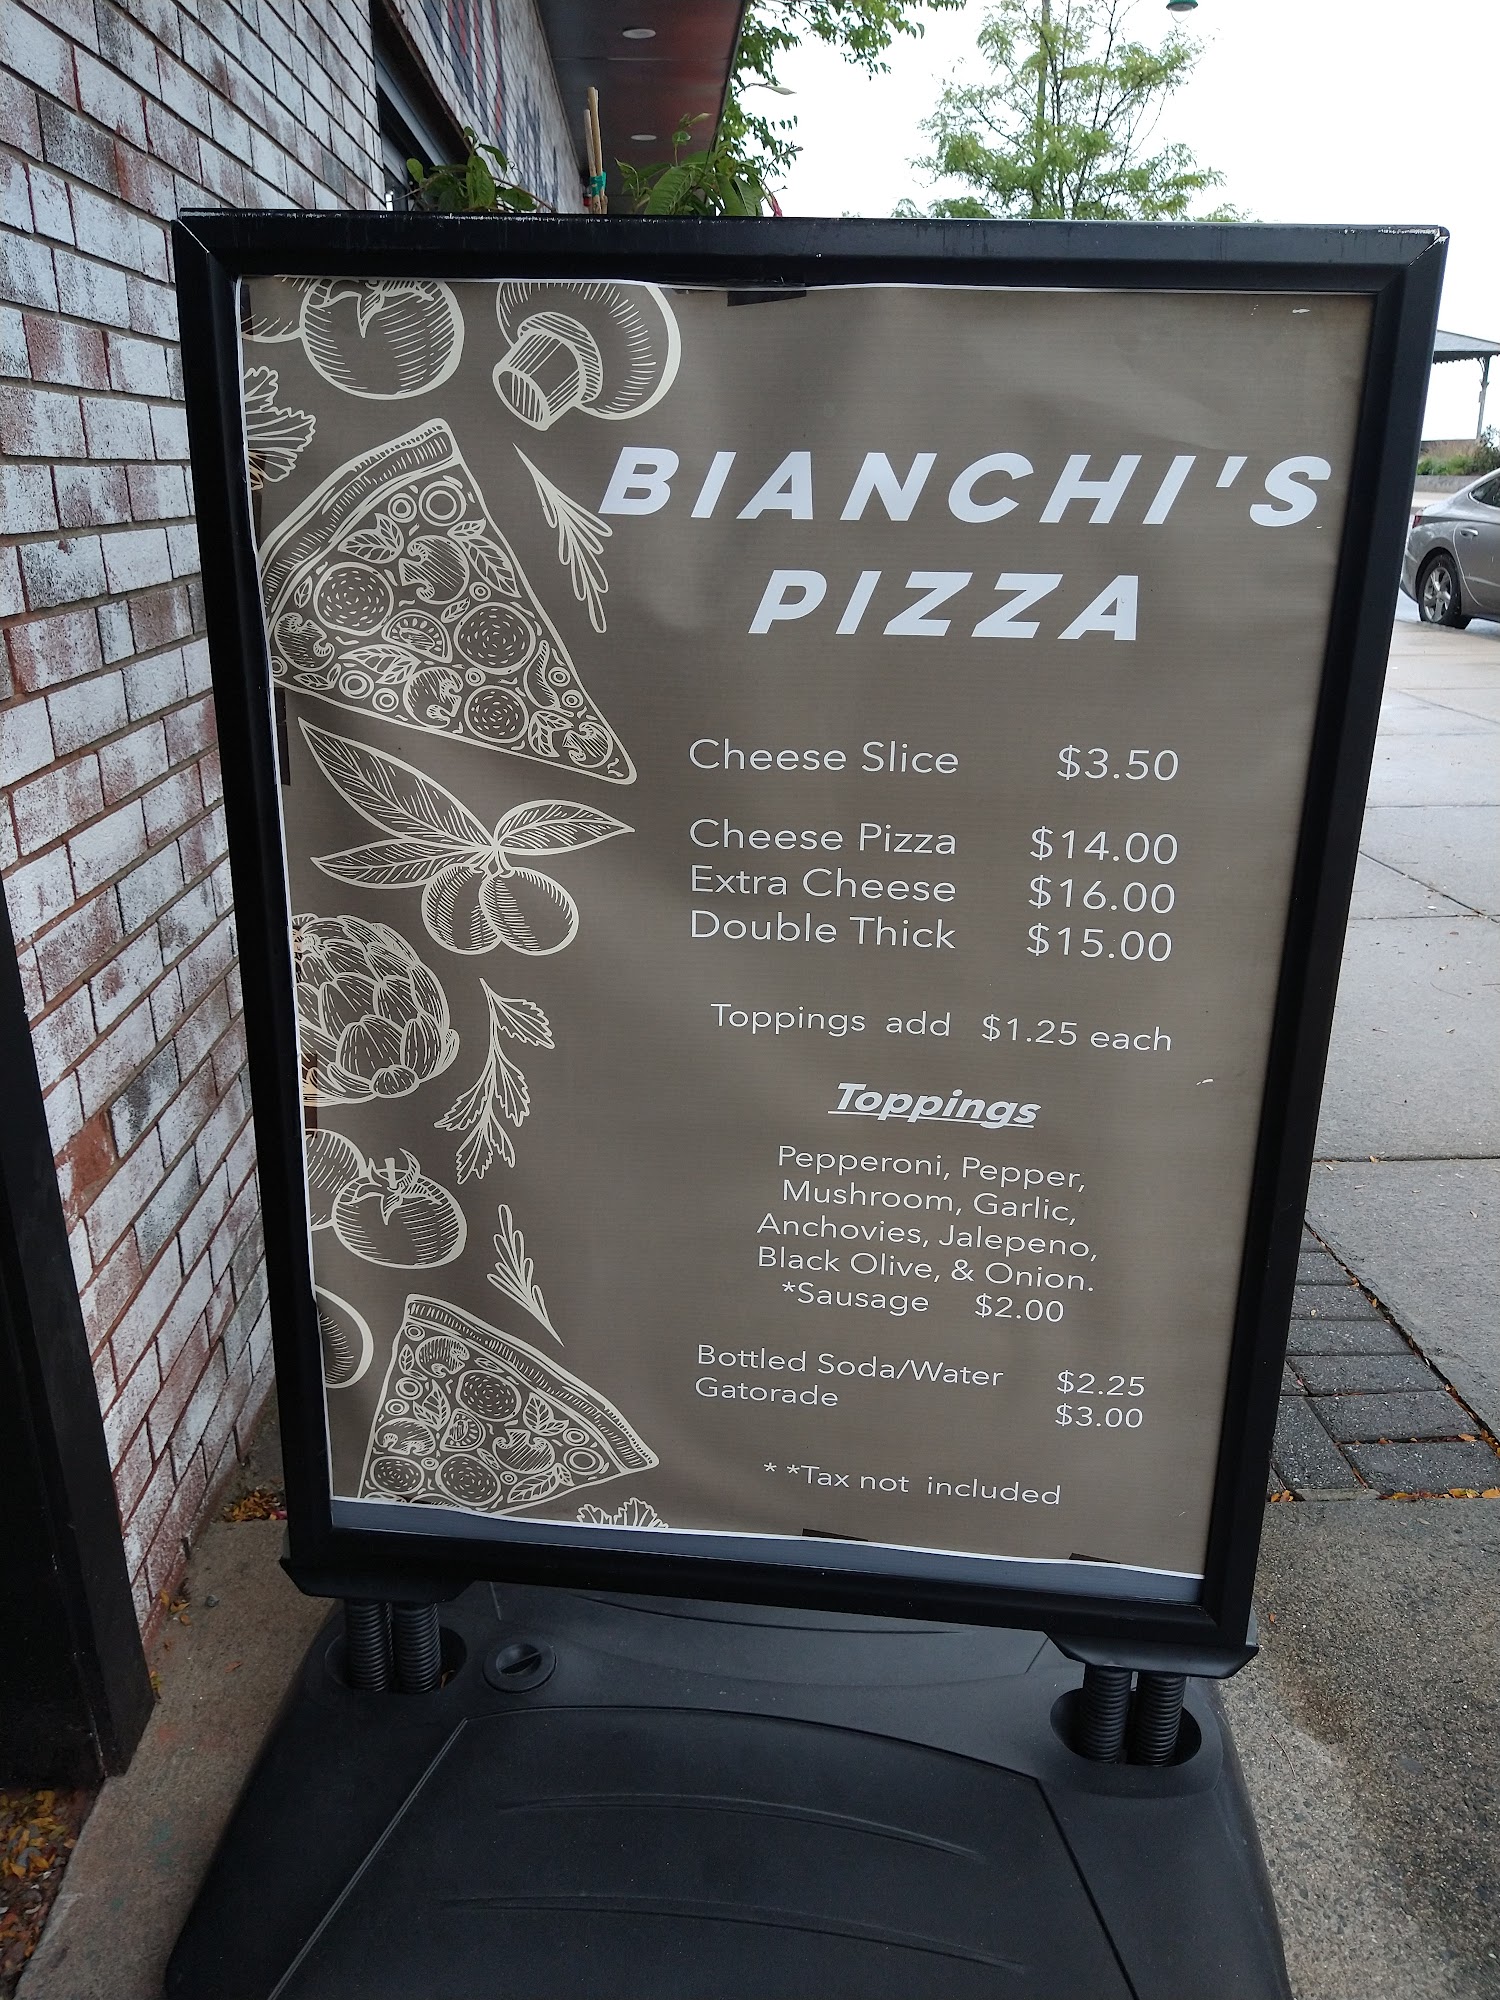 BIANCHI'S
PIZZA
Cheese Slice $3.50
Cheese Pizza $14.00
Extra Cheese $16.00
Double Thick $15.00
Toppings add $1.25 each
Toppings
Pepperoni, Pepper,
Mushroom, Garlic,
Anchovies, Jalepeno,
Black Olive, & Onion.
*Sausage $2.00
Bottled Soda/Water $2.25
Gatorade $3.00
* *Tax not included